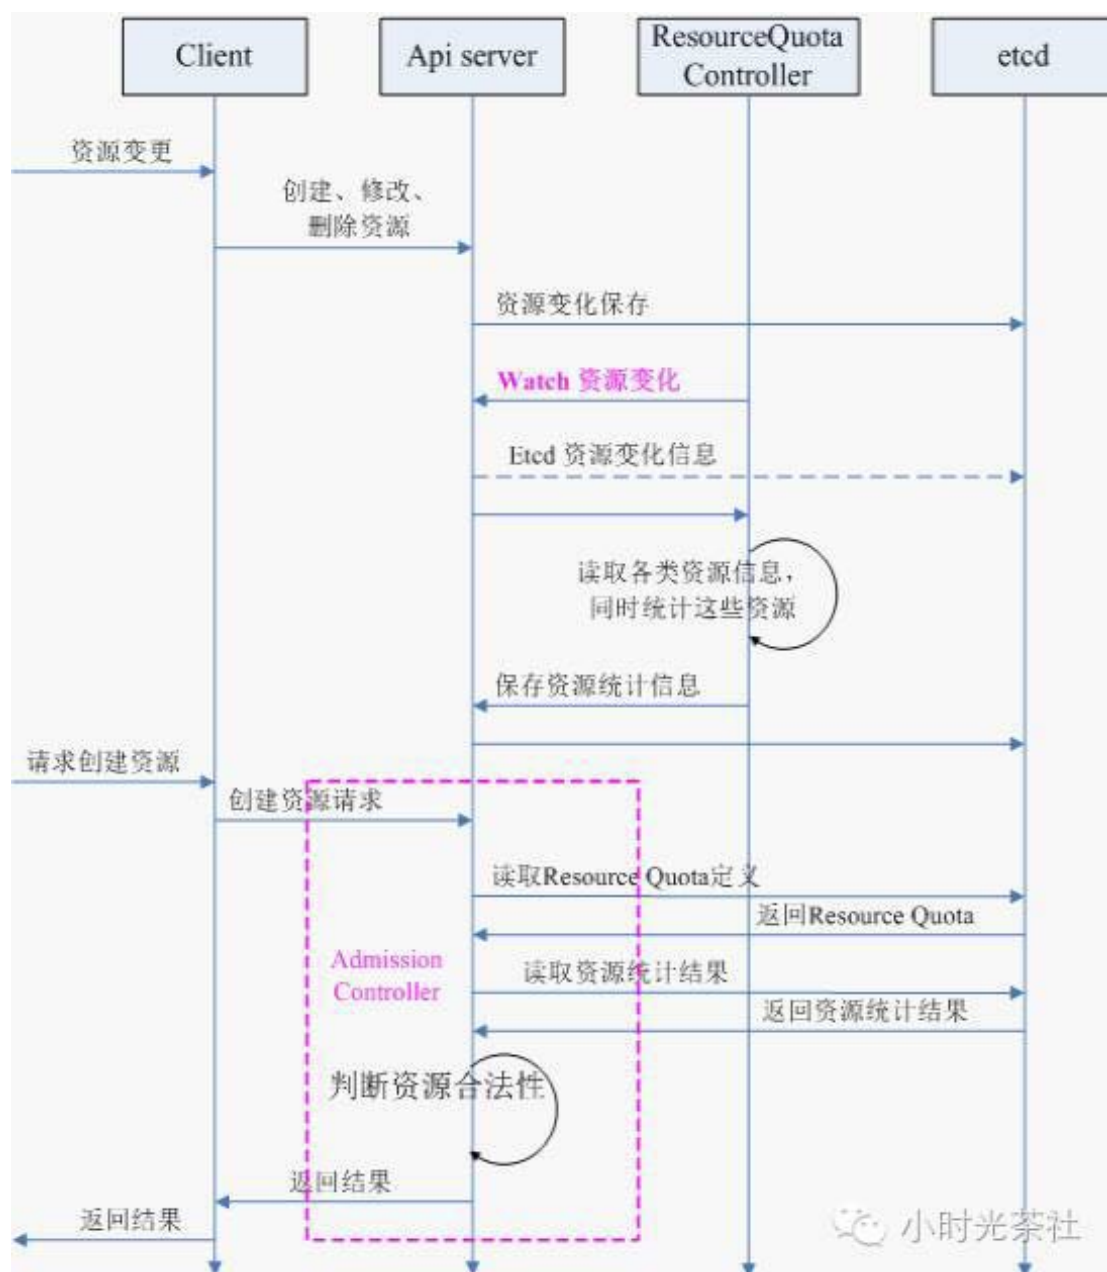 Client
Api server
ResourceQuota
Controller
etcd
资源变更
创建、修改、
删除资源
资源变化保存
Watch 资源变化
Etcd 资源变化信息
读取各类资源信息，
同时统计这些资源
保存资源统计信息
请求创建资源
创建资源请求
读取Resource Quota定义
返回Resource Quota
Admission
Controller
读取资源统计结果
返回资源统计结果
判断资源合法性
返回结果
返回结果
小时光茶社